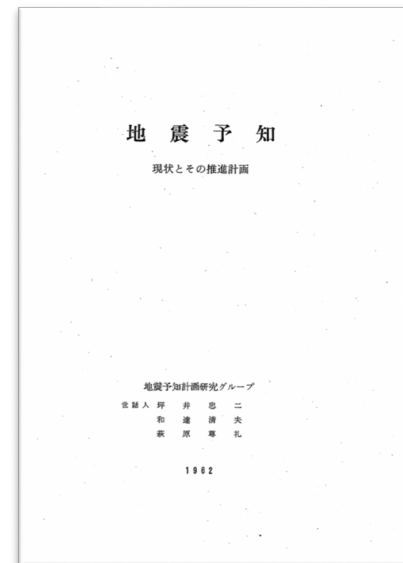 地震予知
現状とその推進計画
地震予知計画研究グループ
世話人 坪井忠二
和達清夫
萩原尊礼
1962